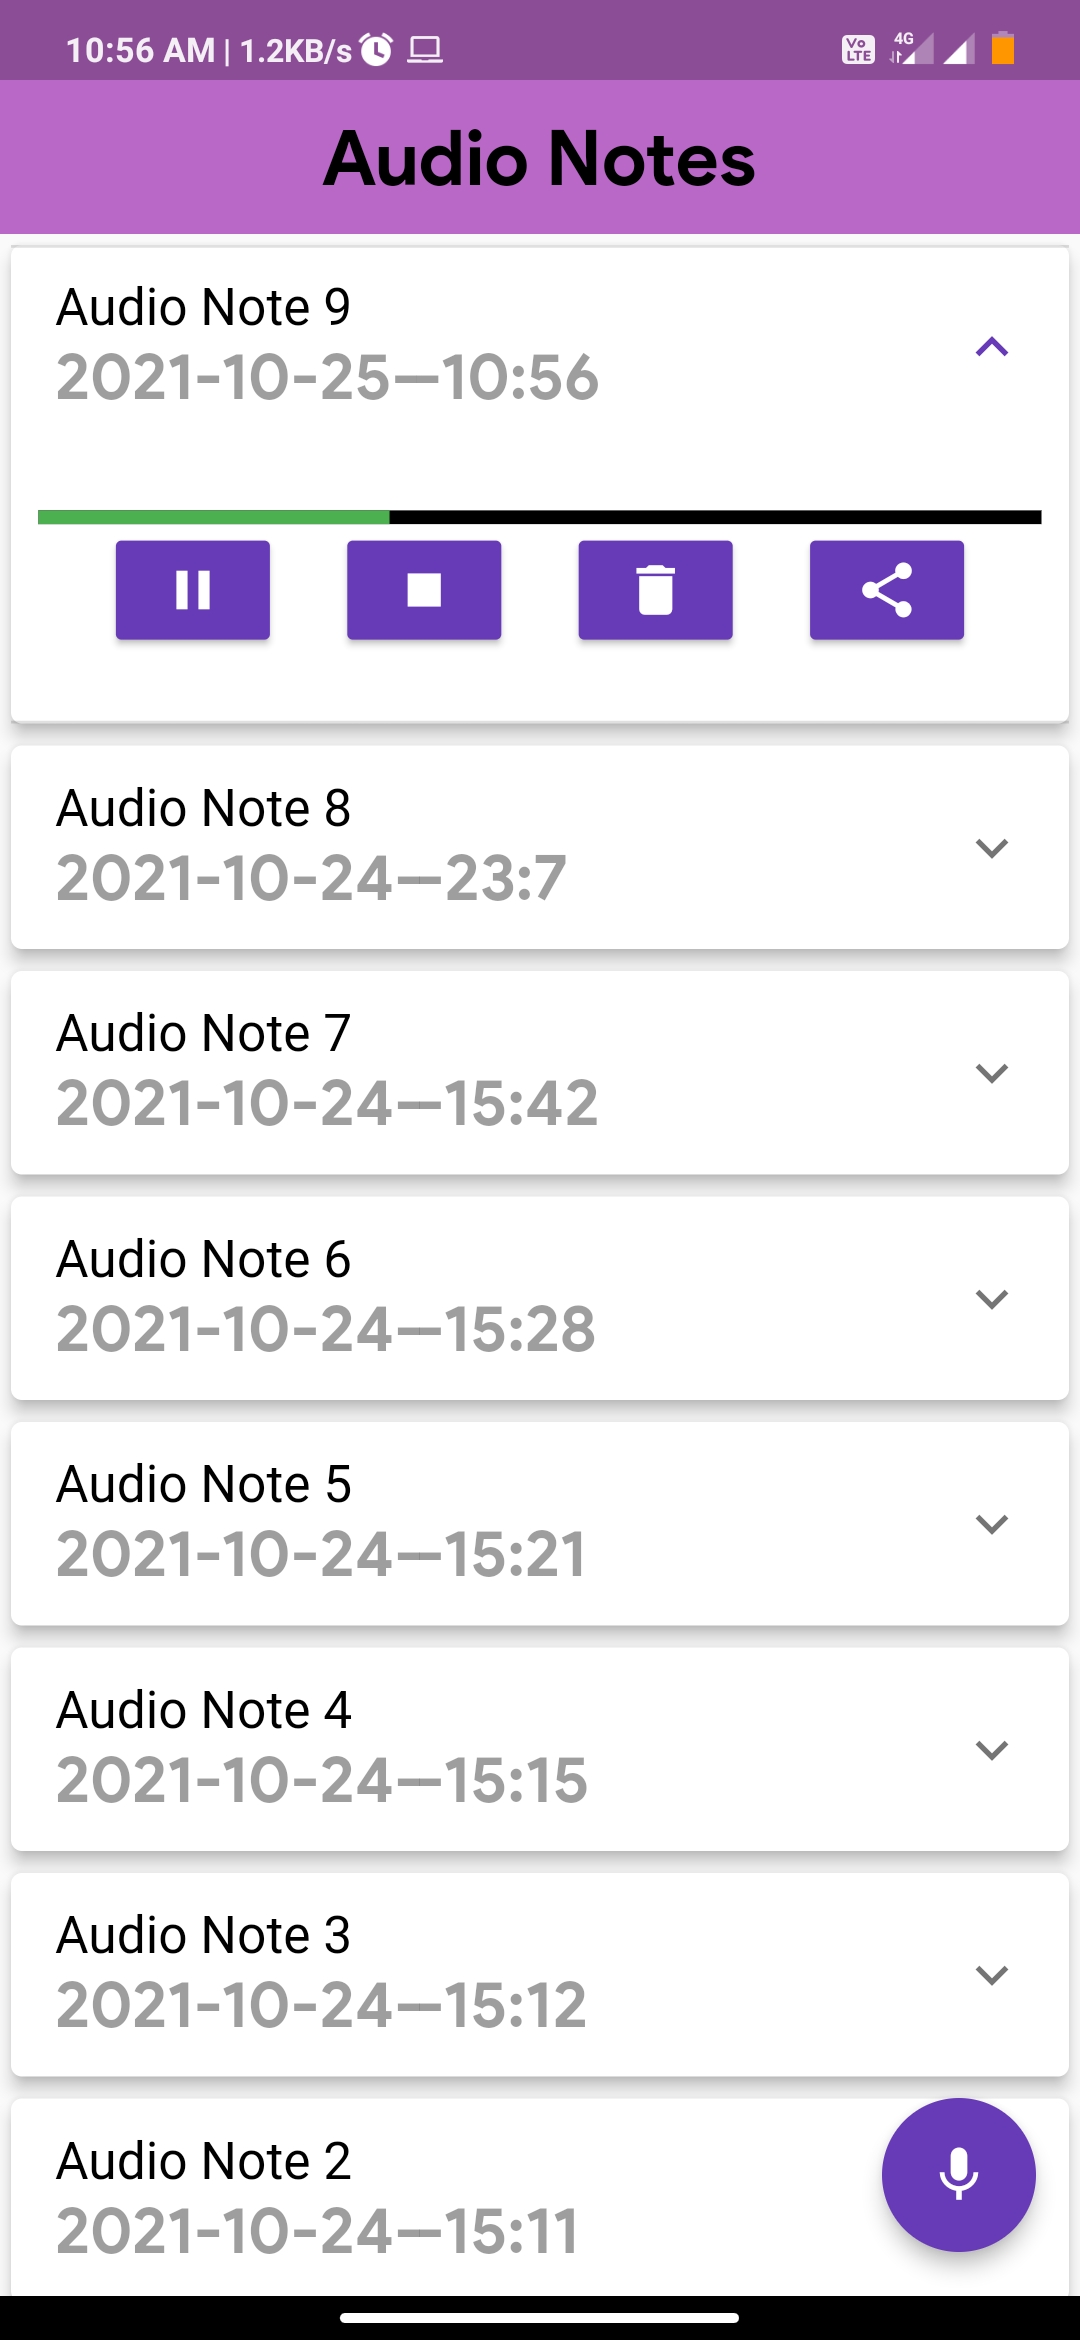 10:56 AM | 1.2KB/s
Vo LTE 4G
Audio Notes
Audio Note 9
2021-10-25—10:56
Audio Note 8
2021-10-24—23:7
Audio Note 7
2021-10-24—15:42
Audio Note 6
2021-10-24—15:28
Audio Note 5
2021-10-24—15:21
Audio Note 4
2021-10-24—15:15
Audio Note 3
2021-10-24—15:12
Audio Note 2
2021-10-24—15:11